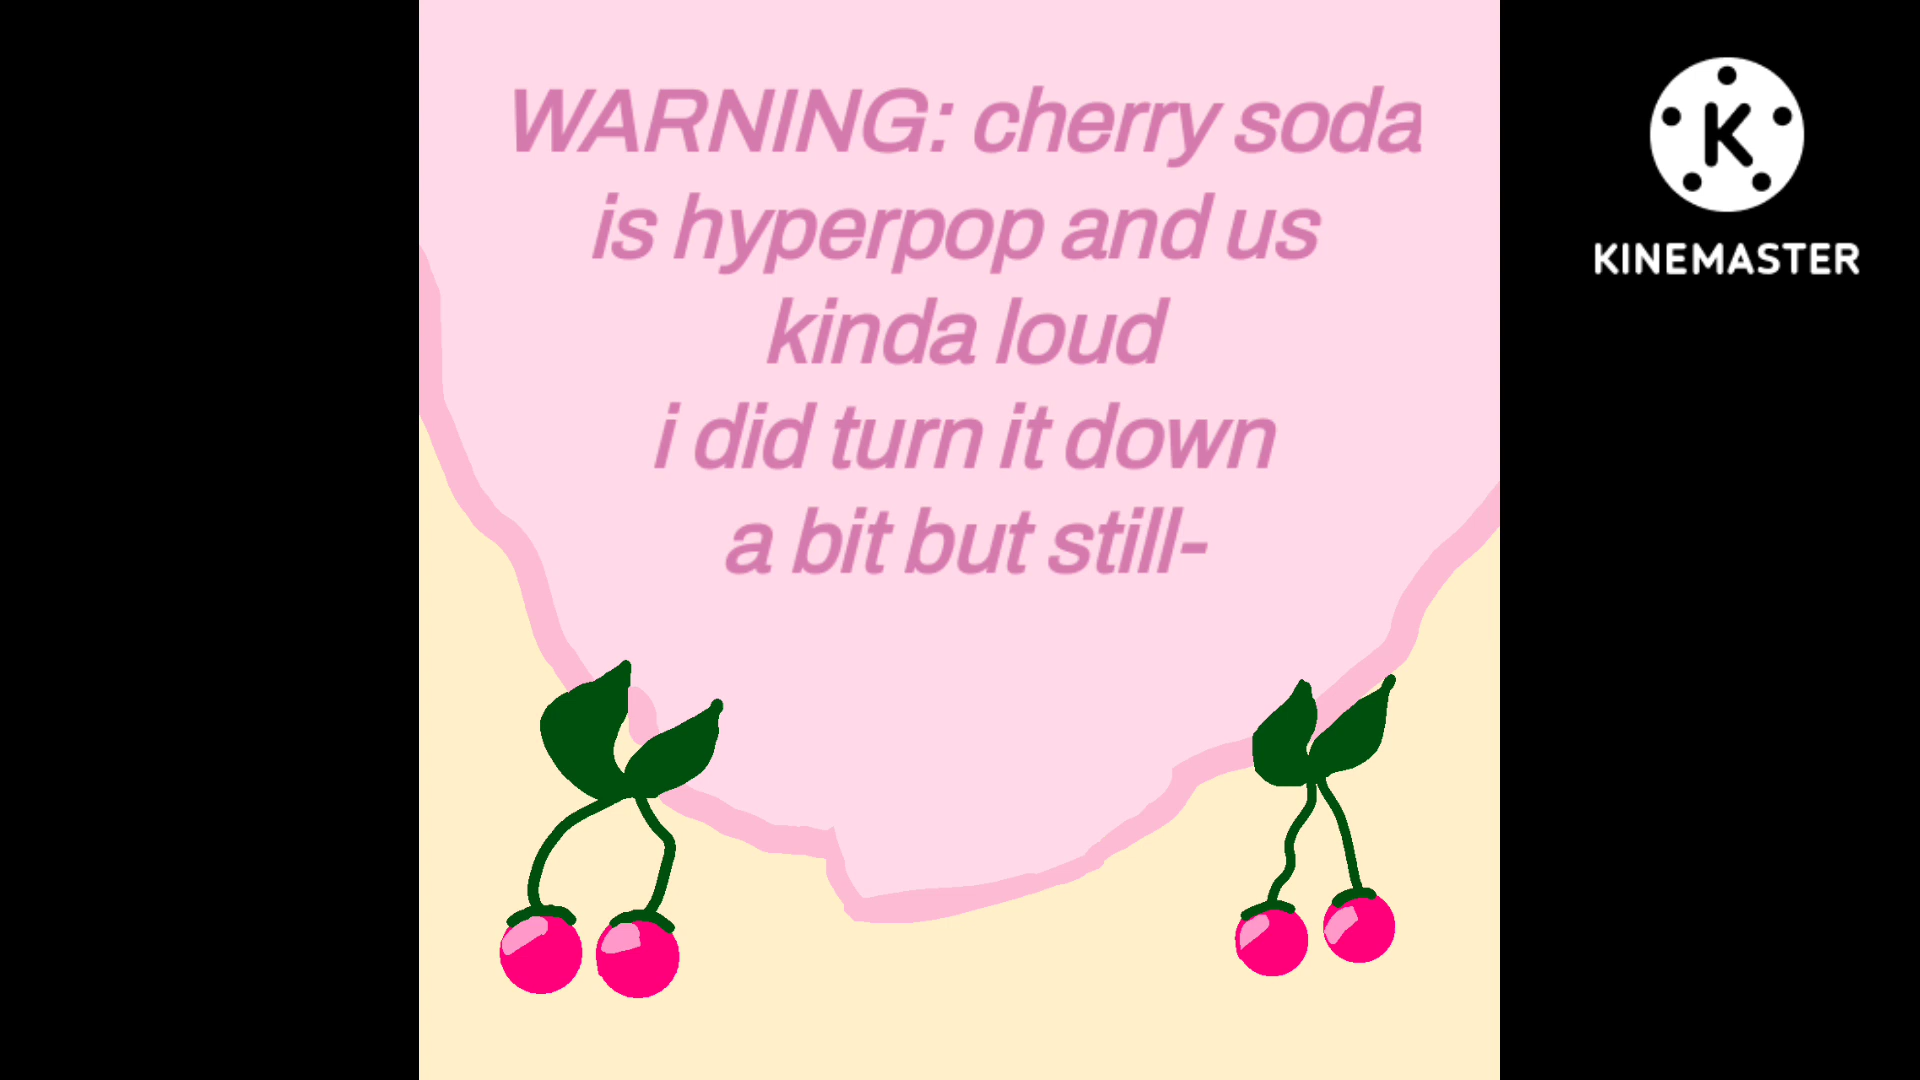 WARNING: cherry soda
is hyperpop and us
kinda loud
i did turn it down
a bit but still-
K
KINEMASTER